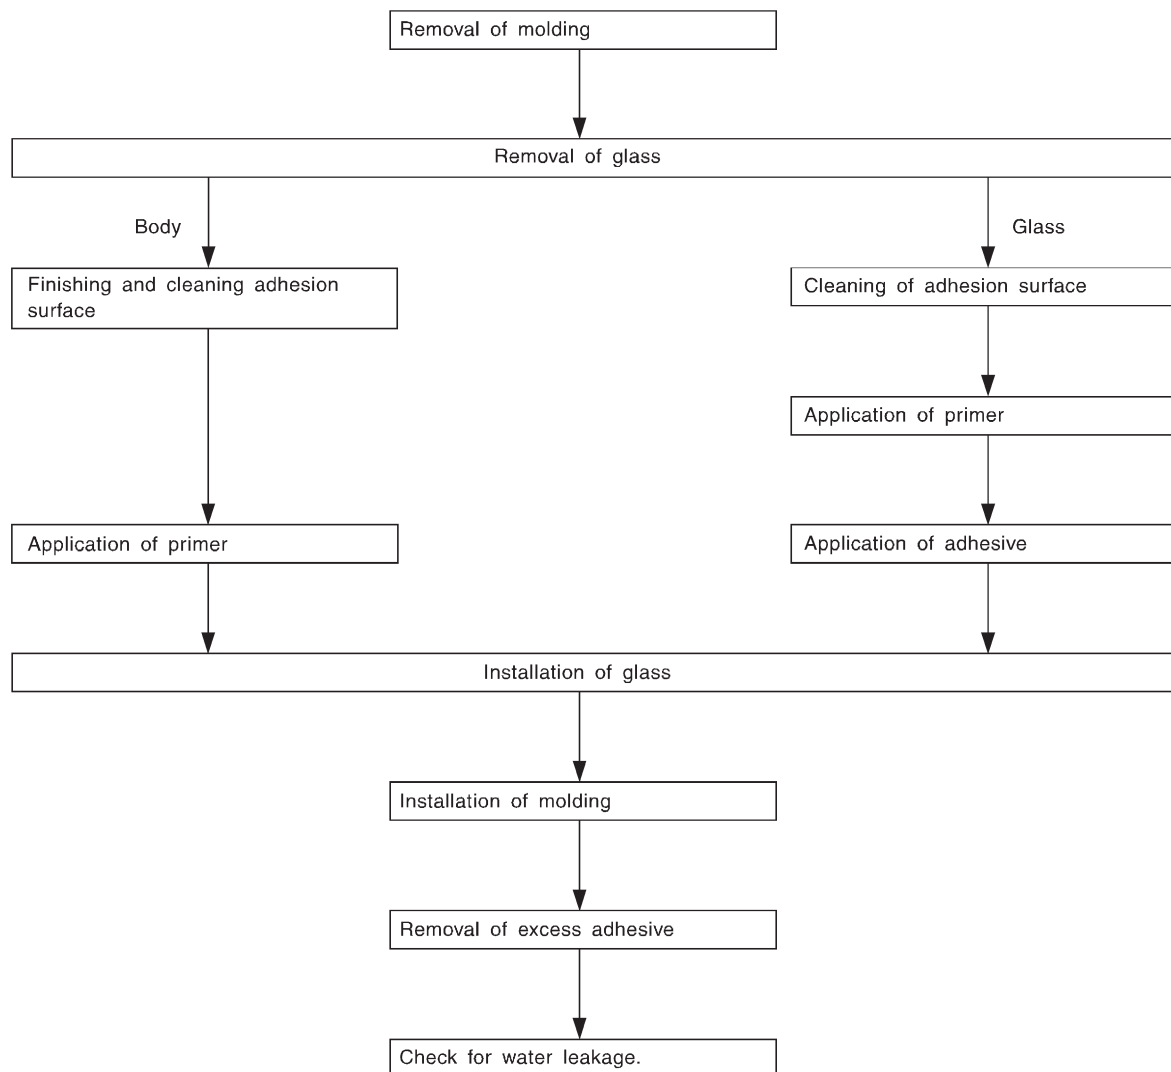 Removal of molding
Removal of glass
Body
Glass
Finishing and cleaning adhesion
surface
Cleaning of adhesion surface
Application of primer
Application of primer
Application of adhesive
Installation of glass
Installation of molding
Removal of excess adhesive
Check for water leakage.